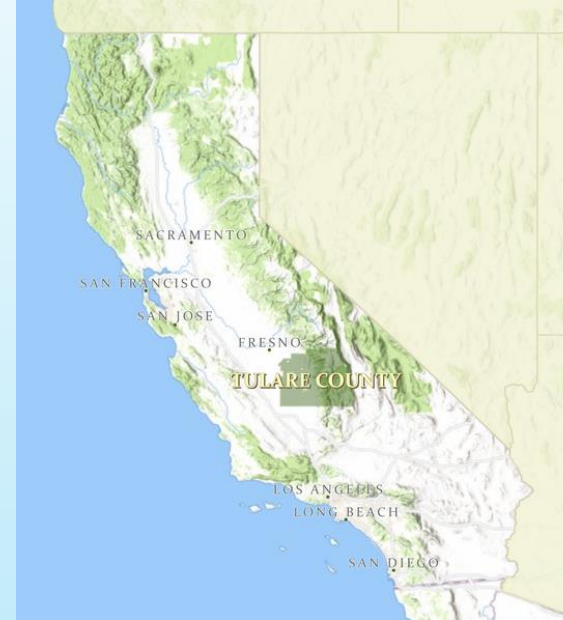 SACRAMENTO
SAN FRANCISCO
SAN JOSE
FRESNO
TULARE COUNTY
LOS ANGELES
LONG BEACH
SAN DIEGO